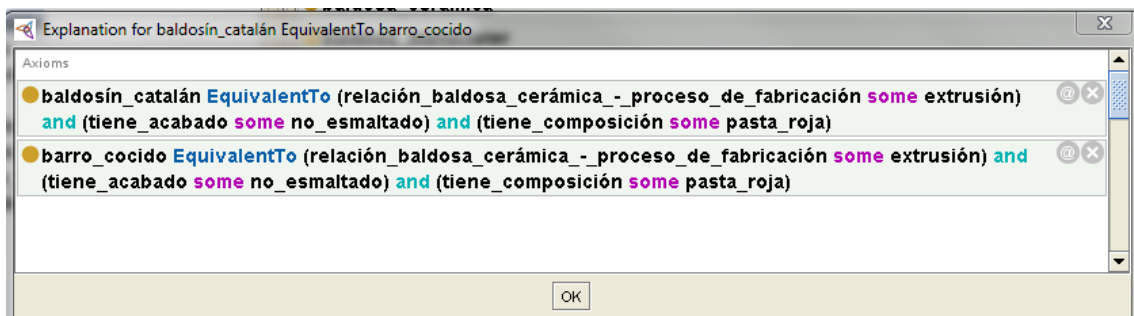 Explanation for baldosín_catalán EquivalentTo barro_cocido
Axioms
baldosín_catalán EquivalentTo (relación_baldosa_cerámica_-_proceso_de_fabricación some extrusión)
and (tiene_acabado some no_esmaltado) and (tiene_composición some pasta_roja)
barro_cocido EquivalentTo (relación_baldosa_cerámica_-_proceso_de_fabricación some extrusión) and
(tiene_acabado some no_esmaltado) and (tiene_composición some pasta_roja)
OK